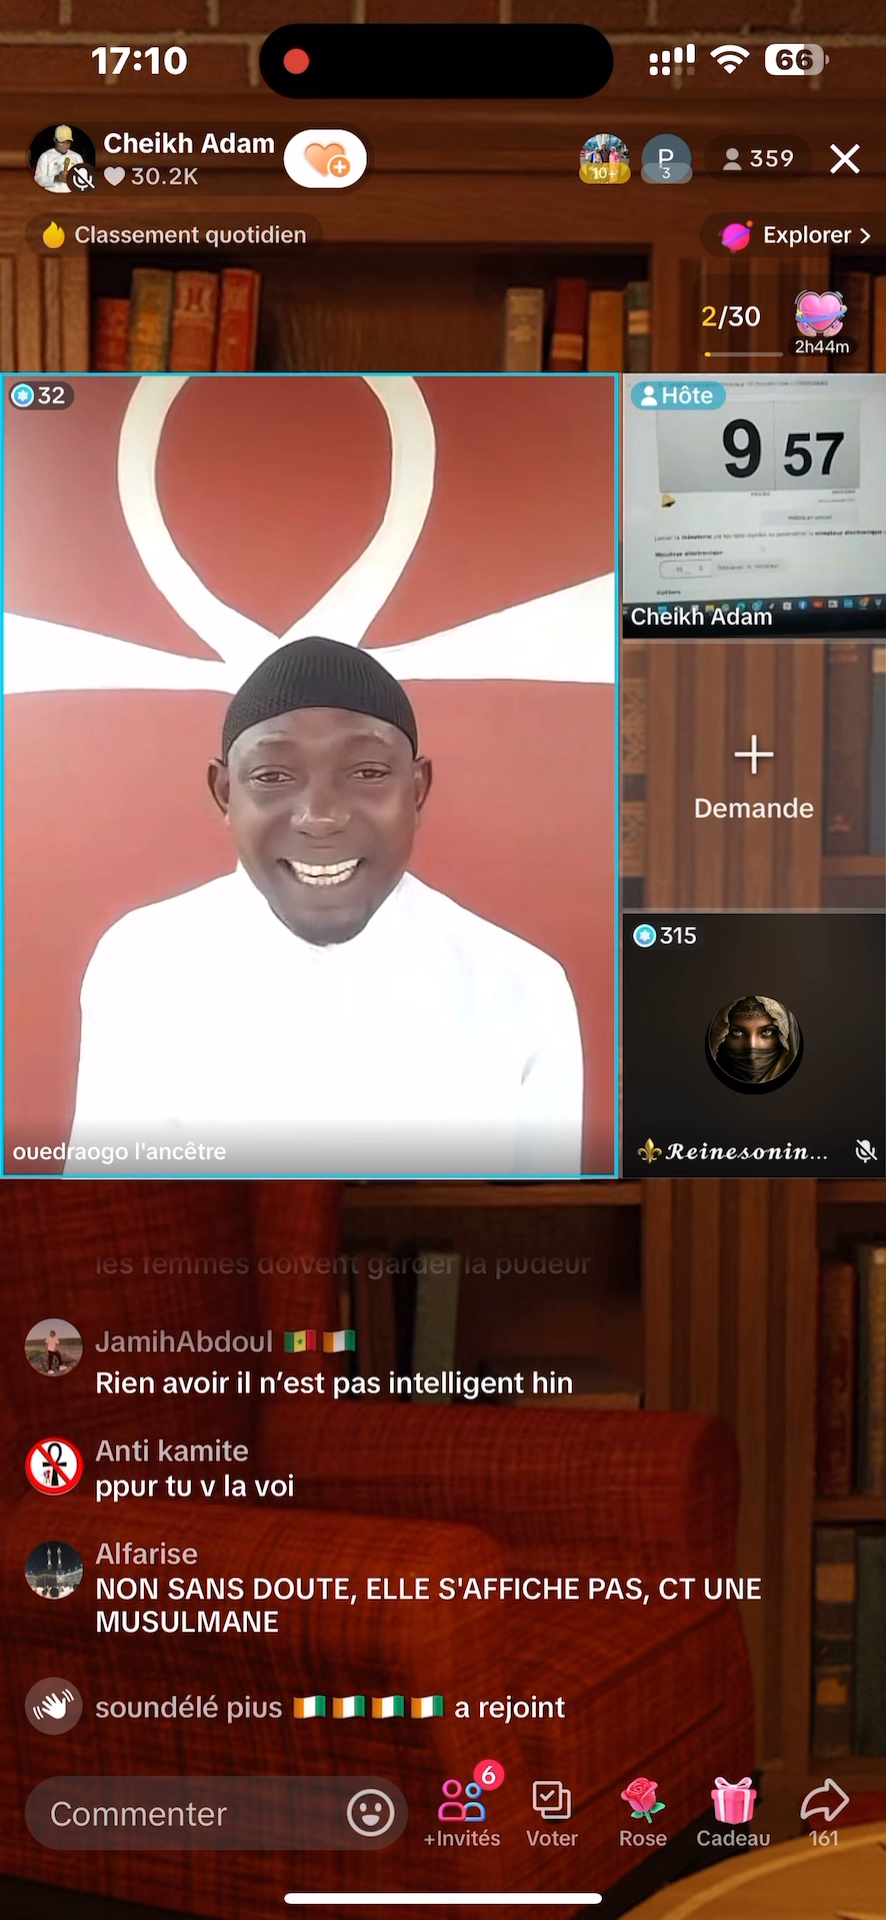 17:10
66
Cheikh Adam
30.2K
10+
P
3
359
Classement quotidien
Explorer >
2/30
2h44m
32
Hôte
9 57
Cheikh Adam
Demande
315
ouedraogo l'ancêtre
⚜️ 𝓡𝓮𝓲𝓷𝓮𝓼𝓸𝓷𝓲𝓷...
les femmes doivent garder la pudeur
JamihAbdoul 🇸🇳 🇨🇮
Rien avoir il n’est pas intelligent hin
Anti kamite
ppur tu v la voi
Alfarise
NON SANS DOUTE, ELLE S'AFFICHE PAS, CT UNE
MUSULMANE
soundélé pius 🇨🇮 🇨🇮 🇨🇮 🇨🇮 a rejoint
Commenter
6
+Invités
Voter
Rose
Cadeau
161